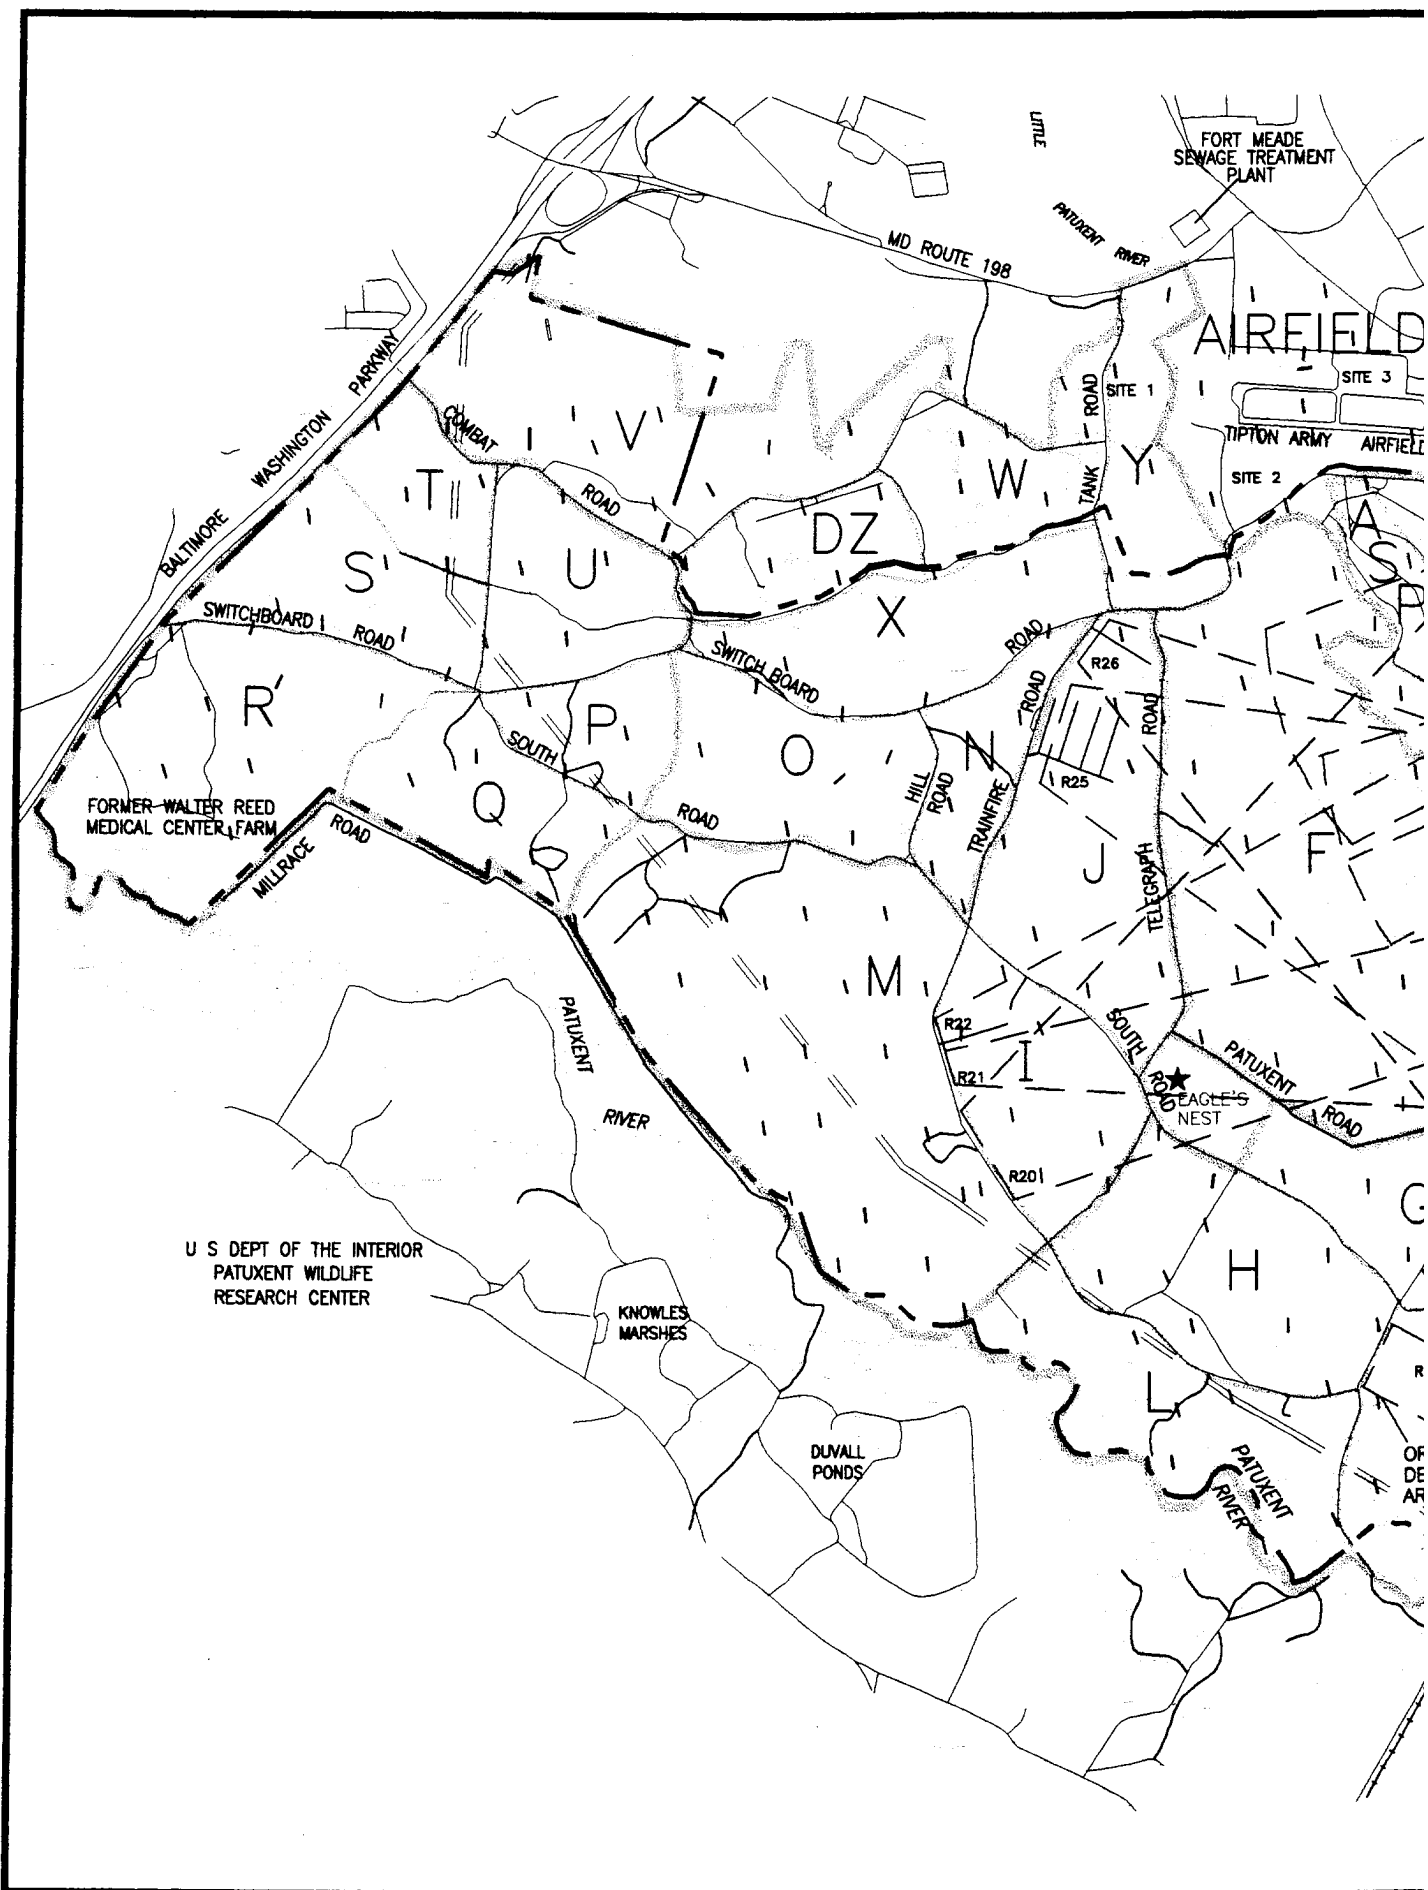 LITTLE
FORT MEADE
SEWAGE TREATMENT
PLANT
PATUXENT RIVER
MD ROUTE 198
AIRFIELD
SITE 3
SITE 1
TANK ROAD
TIPTON ARMY AIRFIELD
SITE 2
BALTIMORE WASHINGTON PARKWAY
COMBAT ROAD
V
T
W
Y
DZ
A
S
P
S
U
X
SWITCHBOARD ROAD
SWITCH BOARD ROAD
R26
ROAD
R
P
O
N
SOUTH ROAD
HILL
ROAD
R25
TRAINFIRE
TELEGRAPH ROAD
Q
J
F
FORMER WALTER REED
MEDICAL CENTER FARM
MILLRACE ROAD
M
R22
R21
I
SOUTH ROAD
EAGLE'S
NEST
PATUXENT ROAD
PATUXENT
RIVER
R20
G
H
U S DEPT OF THE INTERIOR
PATUXENT WILDLIFE
RESEARCH CENTER
KNOWLES
MARSHES
L
R
DUVALL
PONDS
PATUXENT
RIVER
OR
DE
AR